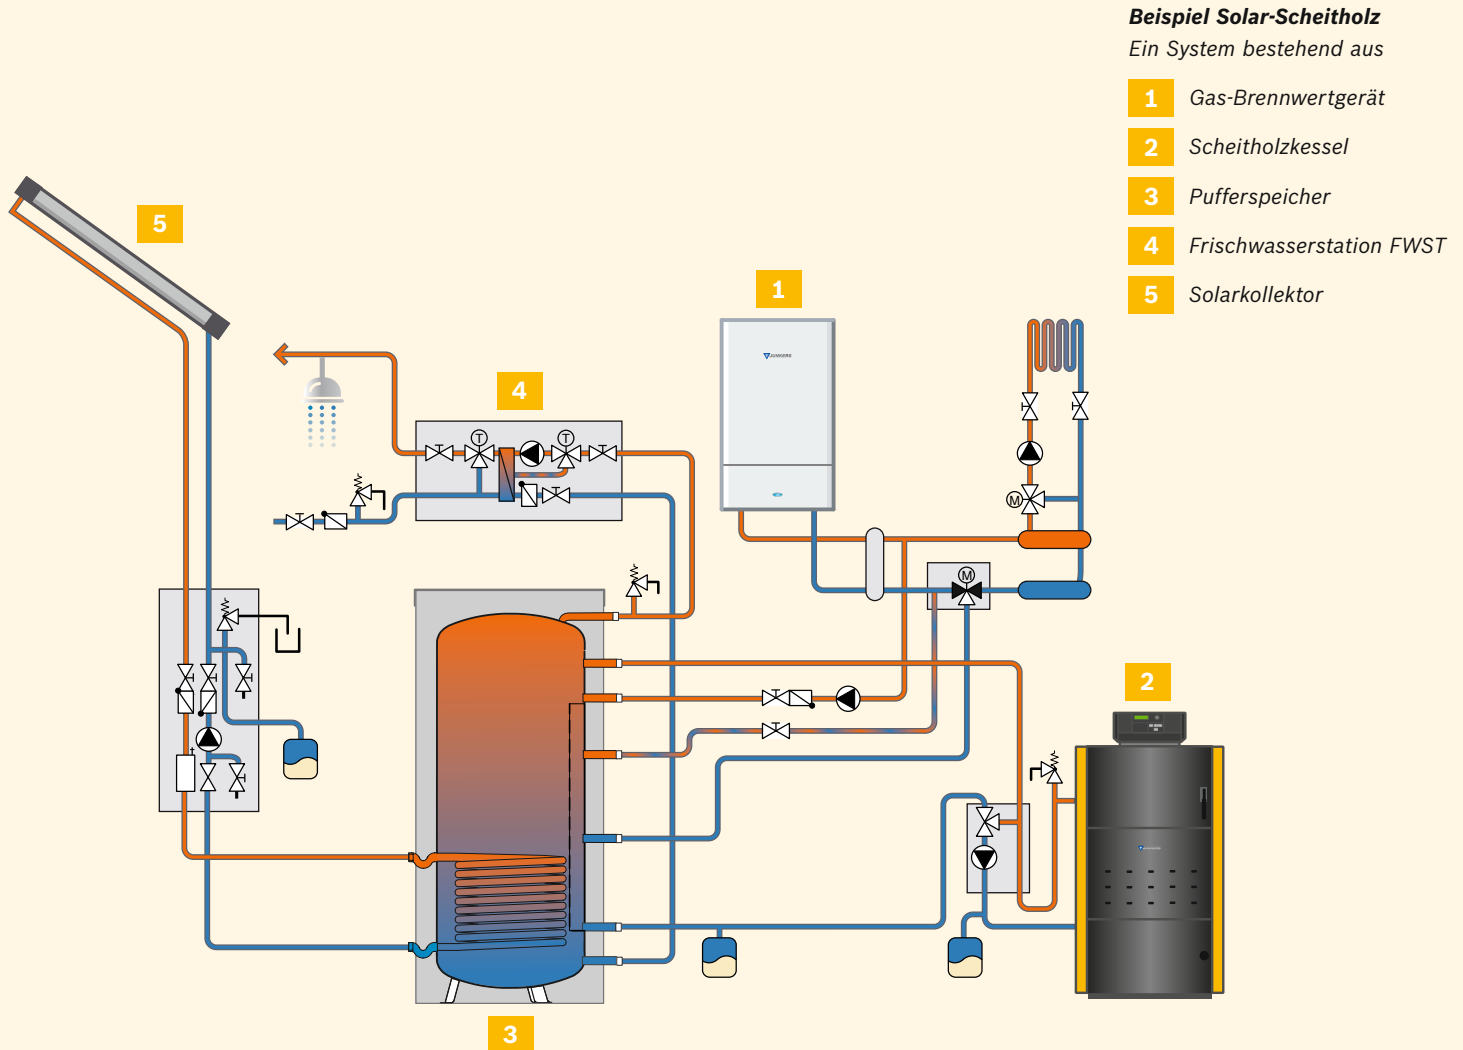 Beispiel Solar-Scheitholz
Ein System bestehend aus
1 Gas-Brennwertgerät
2 Scheitholzkessel
3 Pufferspeicher
4 Frischwasserstation FWST
5 Solarkollektor
5
1
JUNKERS
4
T T
M
M
2
3